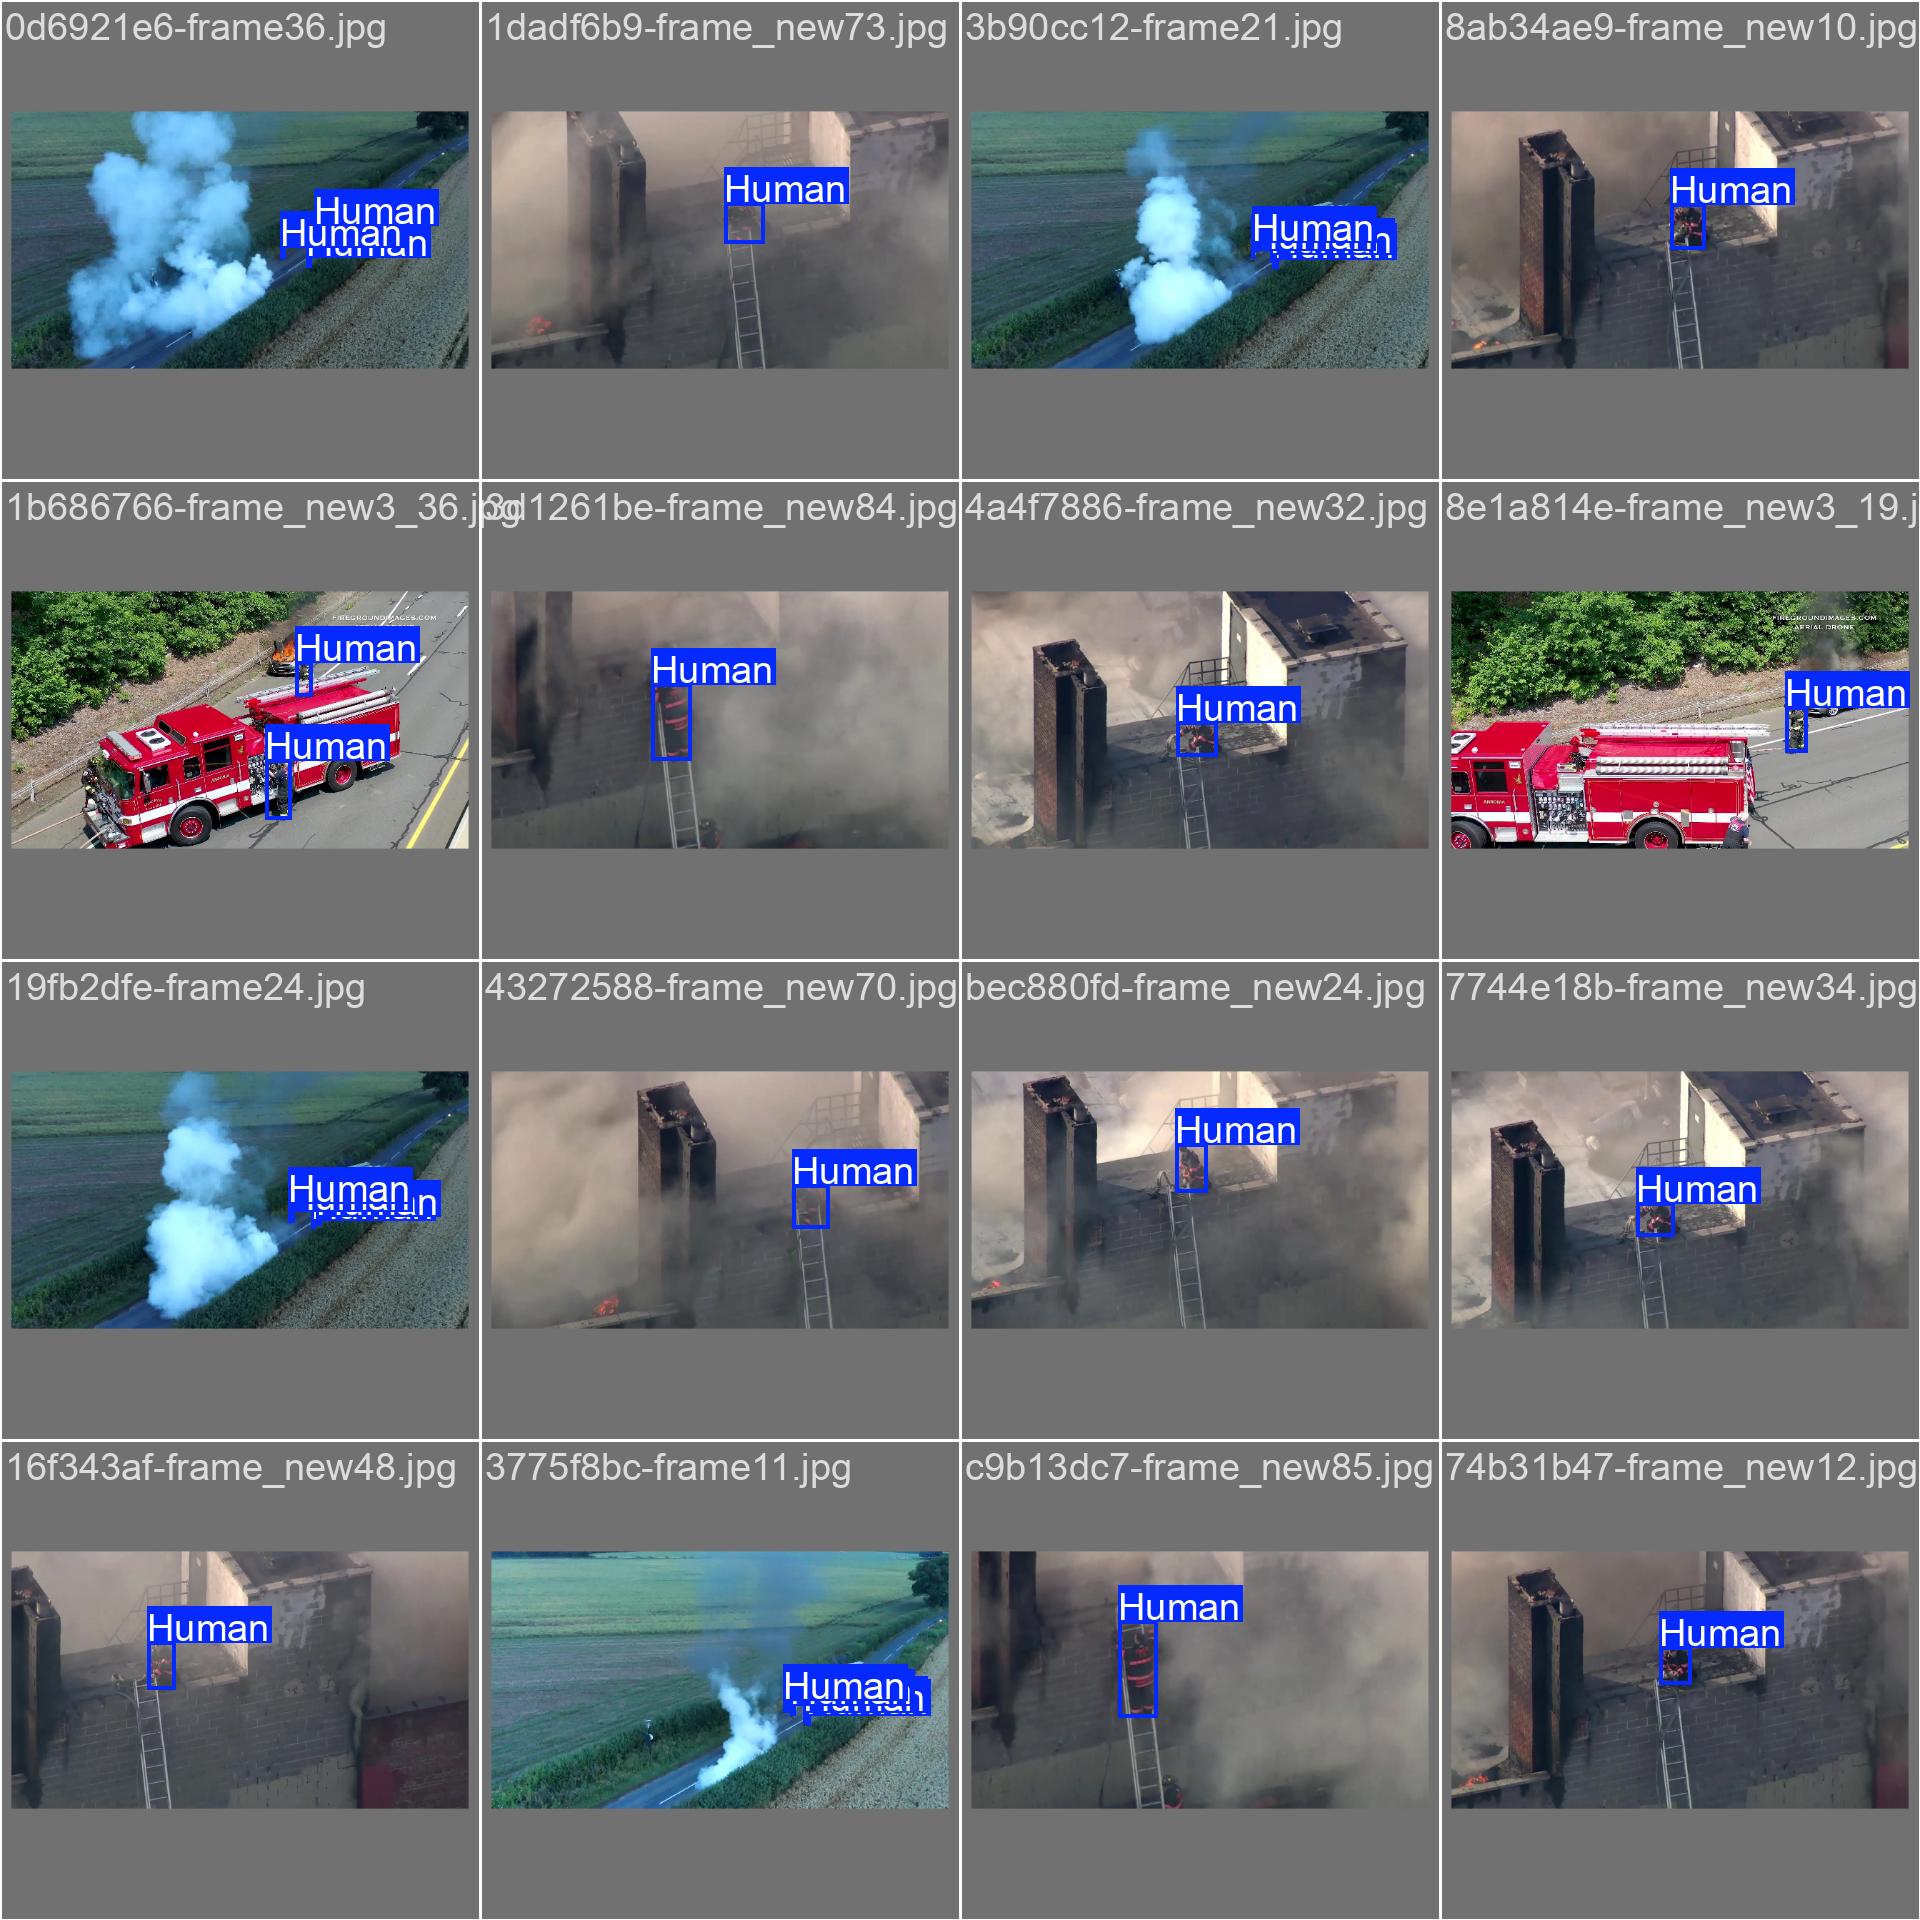 0d6921e6-frame36.jpg
1dadf6b9-frame_new73.jpg
3b90cc12-frame21.jpg
8ab34ae9-frame_new10.jpg
Human
Human
Human
Human
Human
Human
Human
1b686766-frame_new3_36.jpg
3d1261be-frame_new84.jpg
4a4f7886-frame_new32.jpg
8e1a814e-frame_new3_19.j
FIREGROUNDIMAGES.COM
FIREGROUNDIMAGES.COM
AERIAL DRONE
Human
Human
Human
Human
Human
19fb2dfe-frame24.jpg
43272588-frame_new70.jpg
bec880fd-frame_new24.jpg
7744e18b-frame_new34.jpg
Human
Human
Human
Human
16f343af-frame_new48.jpg
3775f8bc-frame11.jpg
c9b13dc7-frame_new85.jpg
74b31b47-frame_new12.jpg
Human
Human
Human
Human